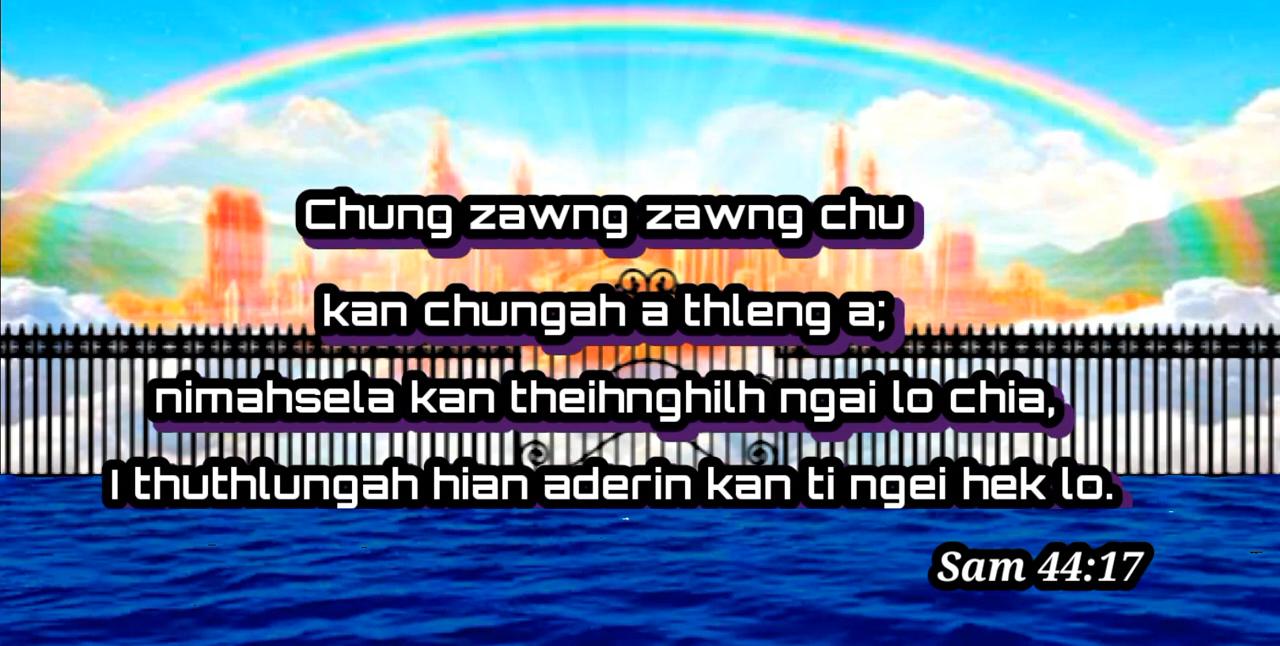 Chung zawng zawng chu
kan chungah a thleng a;
nimahsela kan theihnghilh ngai lo chia,
I thuthlungah hian aderin kan ti ngei hek lo.
Sam 44:17